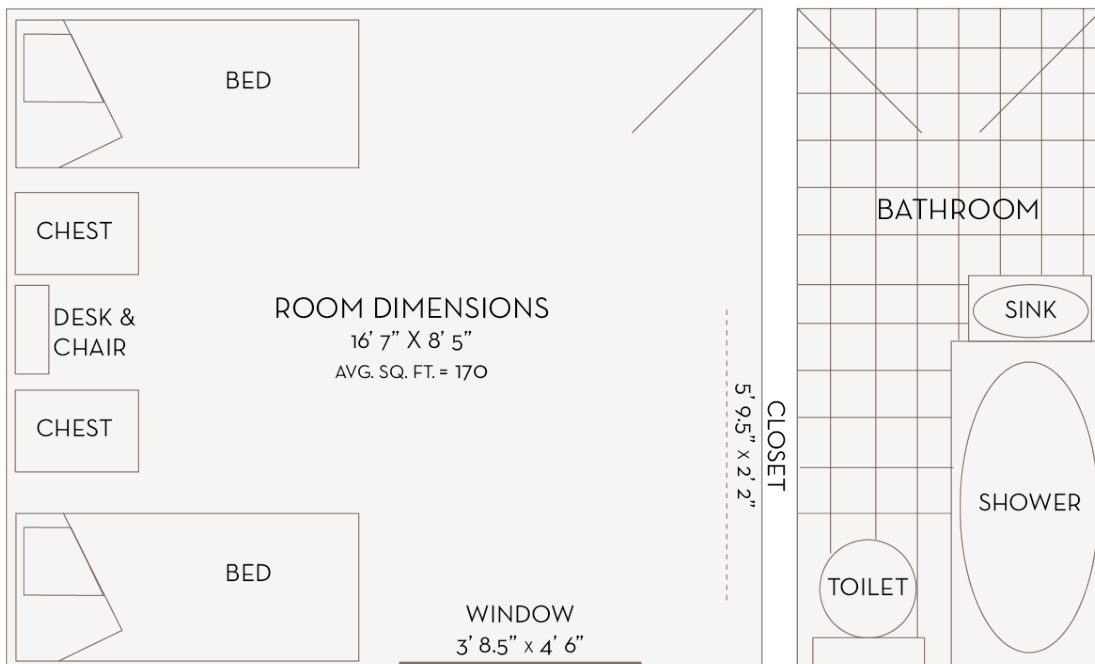 BED
CHEST
DESK &
CHAIR
CHEST
BED
ROOM DIMENSIONS
16' 7" X 8' 5"
AVG. SQ. FT. = 170
WINDOW
3' 8.5" x 4' 6"
CLOSET
5' 9.5" x 2' 2"
BATHROOM
SINK
SHOWER
TOILET